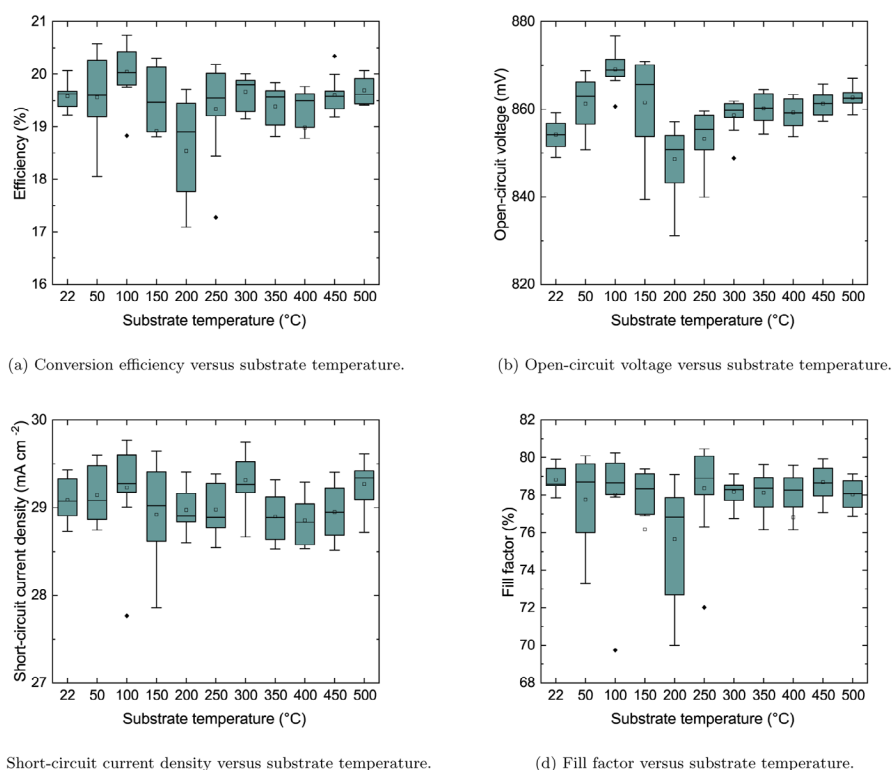 21
20
19
18
17
16
Efficiency (%)
22 50 100 150 200 250 300 350 400 450 500
Substrate temperature (°C)
(a) Conversion efficiency versus substrate temperature.
880
860
840
820
Open-circuit voltage (mV)
22 50 100 150 200 250 300 350 400 450 500
Substrate temperature (°C)
(b) Open-circuit voltage versus substrate temperature.
30
29
28
27
Short-circuit current density (mA cm⁻²)
22 50 100 150 200 250 300 350 400 450 500
Substrate temperature (°C)
Short-circuit current density versus substrate temperature.
82
80
78
76
74
72
70
68
Fill factor (%)
22 50 100 150 200 250 300 350 400 450 500
Substrate temperature (°C)
(d) Fill factor versus substrate temperature.